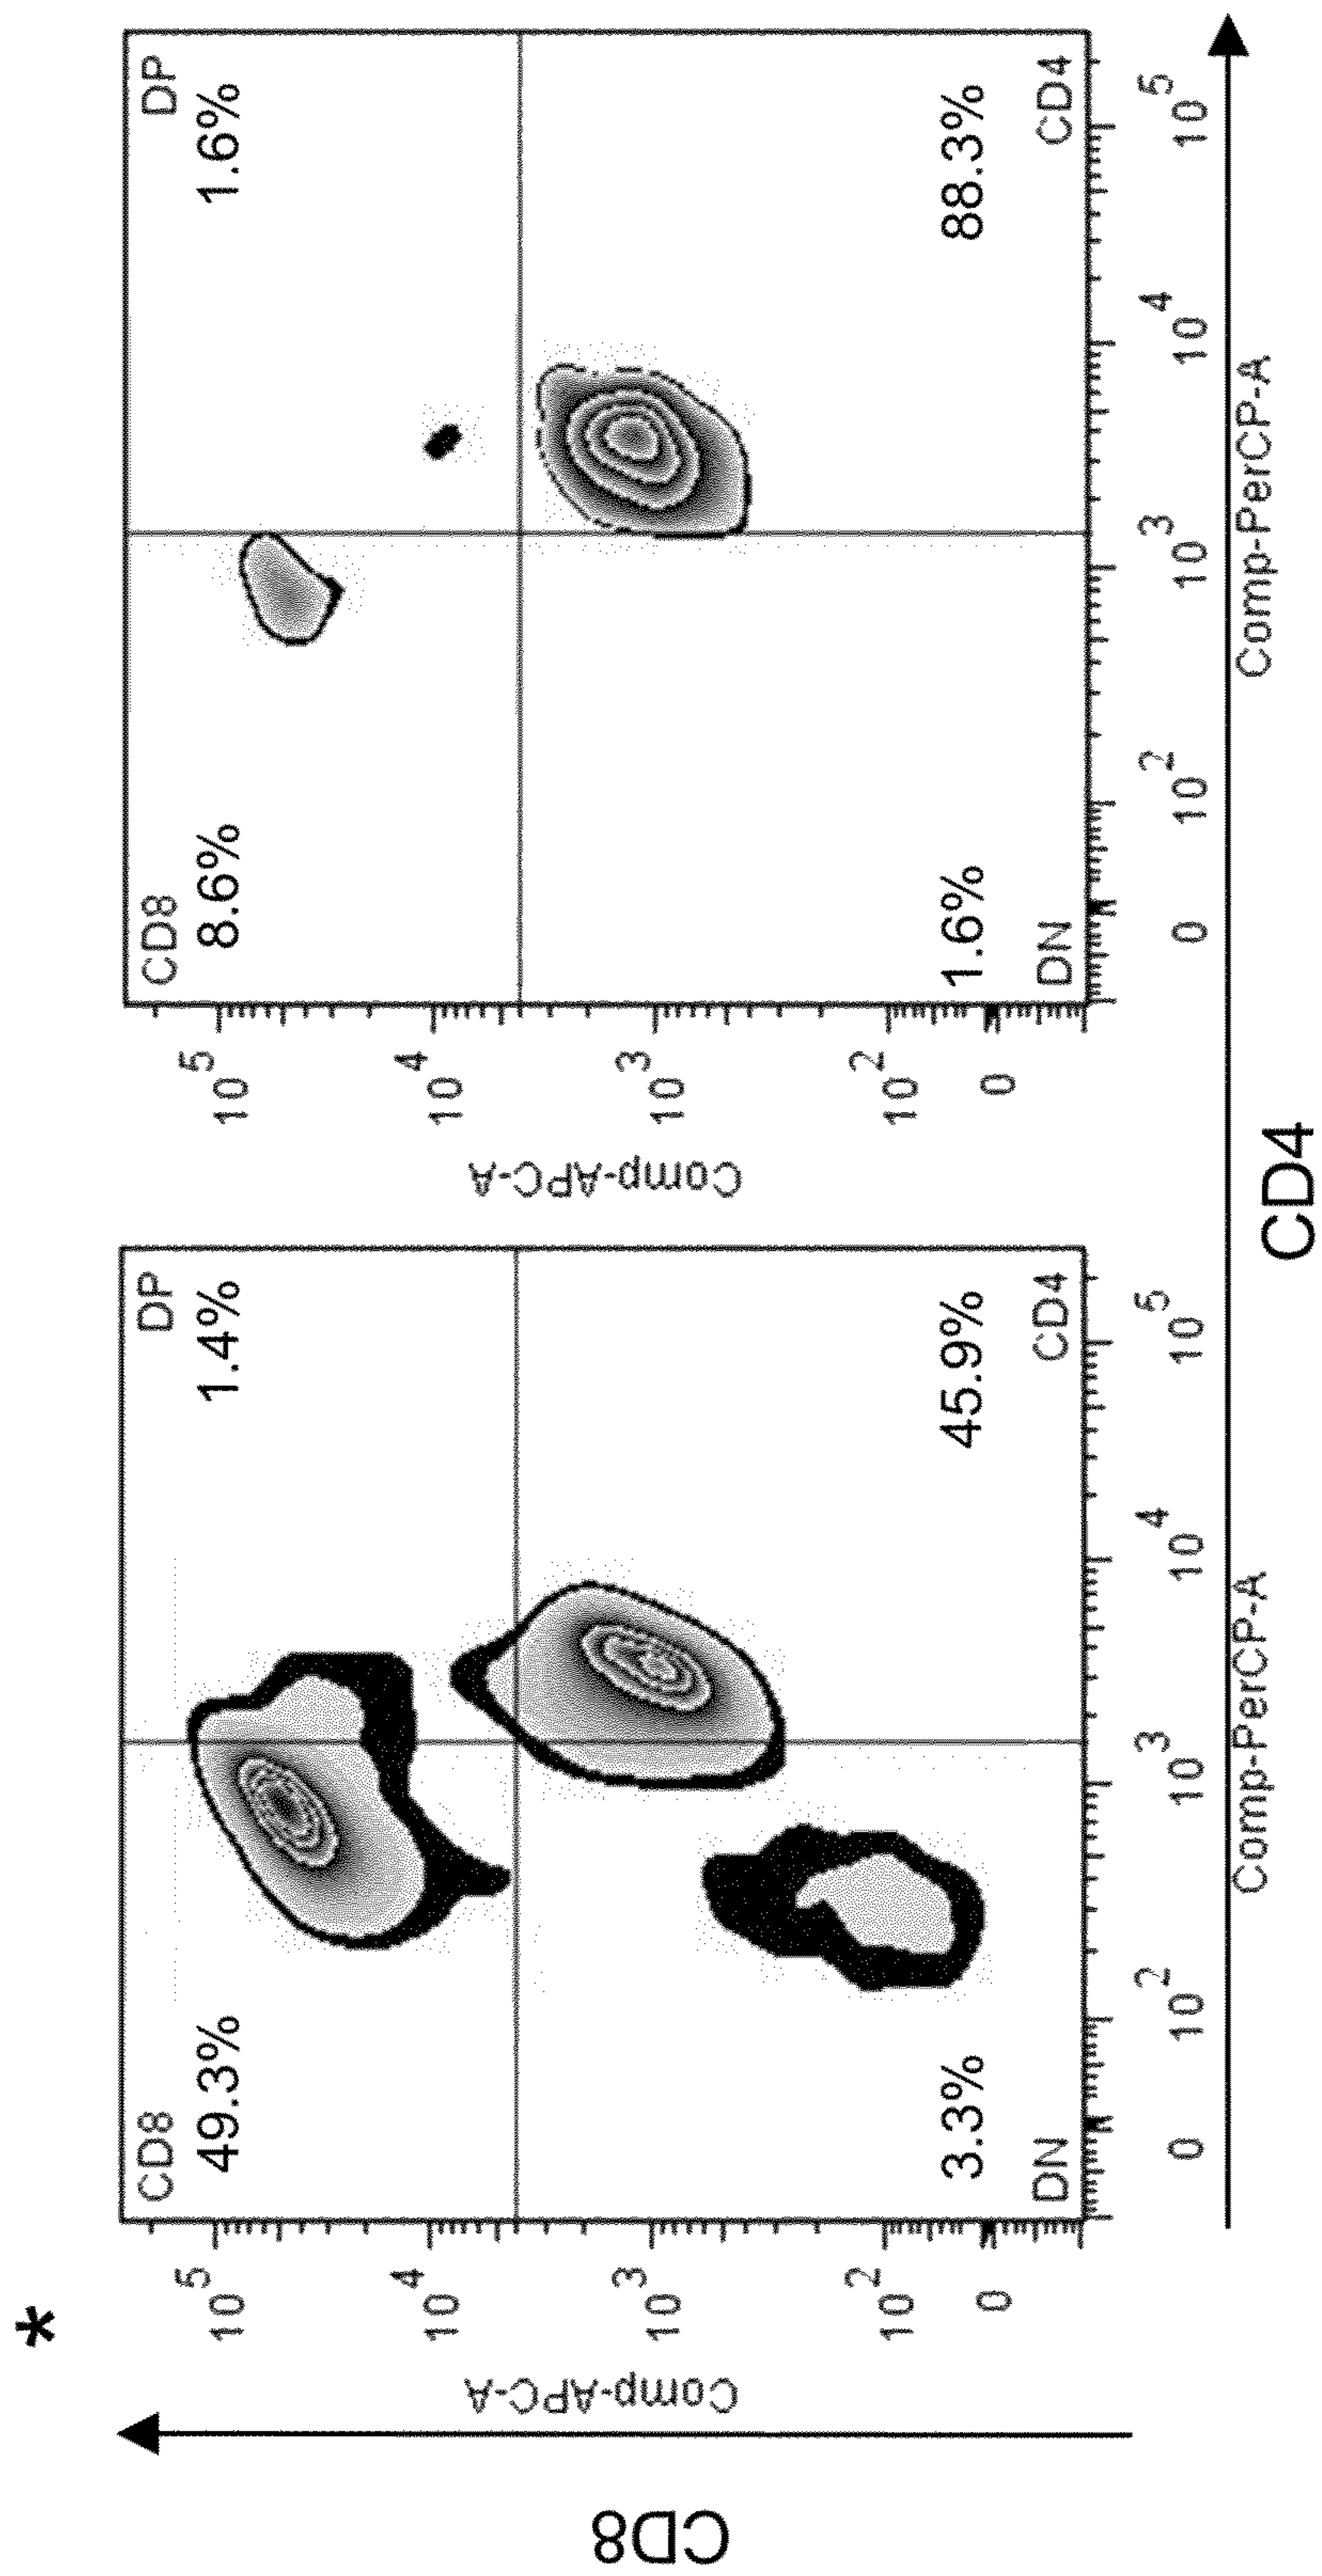 *
CD8
Comp-APC-A
10^5
10^4
10^3
10^2
0
CD8
49.3%
DP
1.4%
DN
3.3%
CD4
45.9%
0
10^2
10^3
10^4
10^5
Comp-PerCP-A
Comp-APC-A
10^5
10^4
10^3
10^2
0
CD8
8.6%
DP
1.6%
DN
1.6%
CD4
88.3%
0
10^2
10^3
10^4
10^5
Comp-PerCP-A
CD4